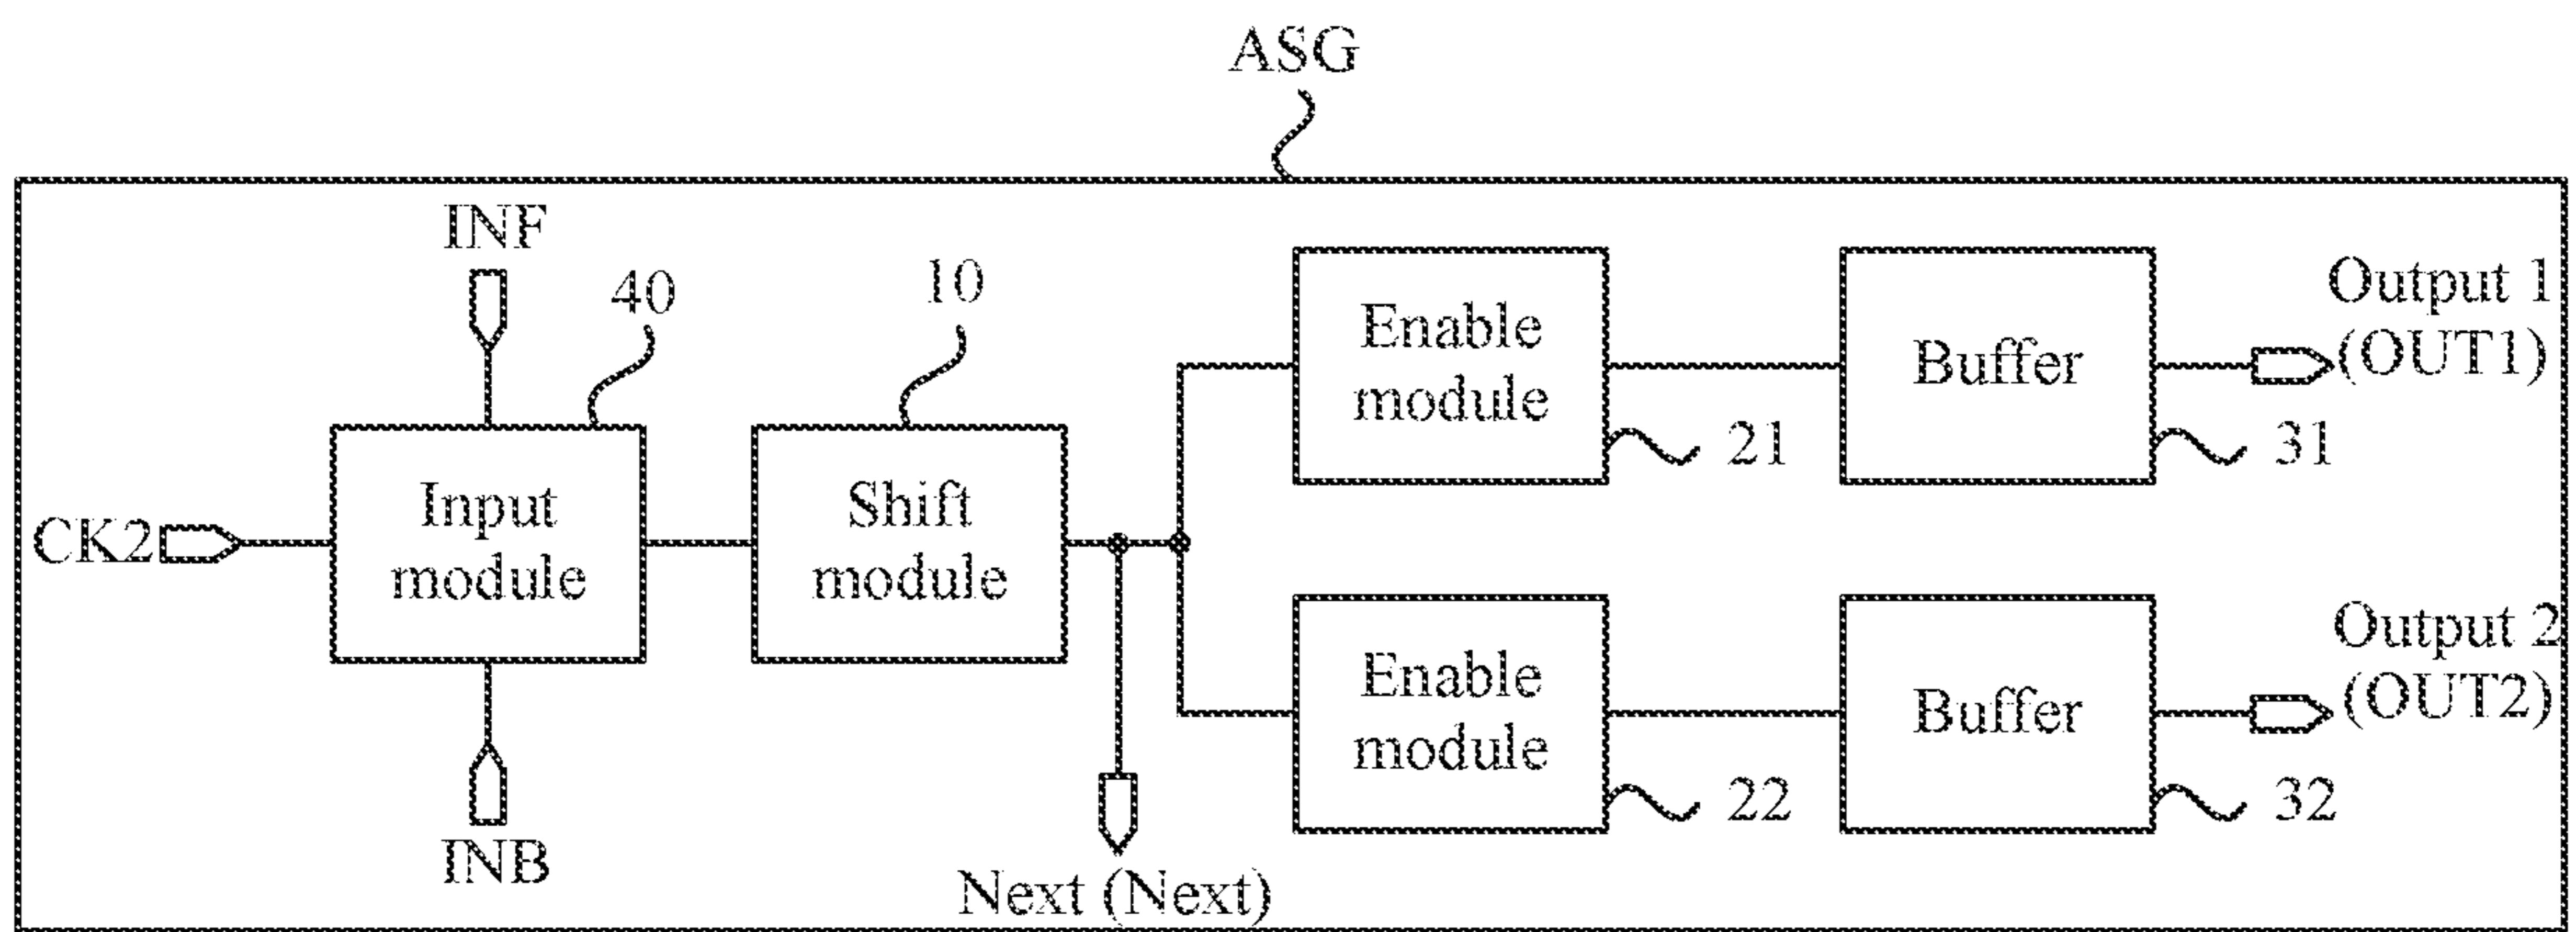 ASG
INF
40
10
Enable
module
21
Buffer
31
Output 1
(OUT1)
CK2
Input
module
Shift
module
Enable
module
22
Buffer
32
Output 2
(OUT2)
INB
Next (Next)